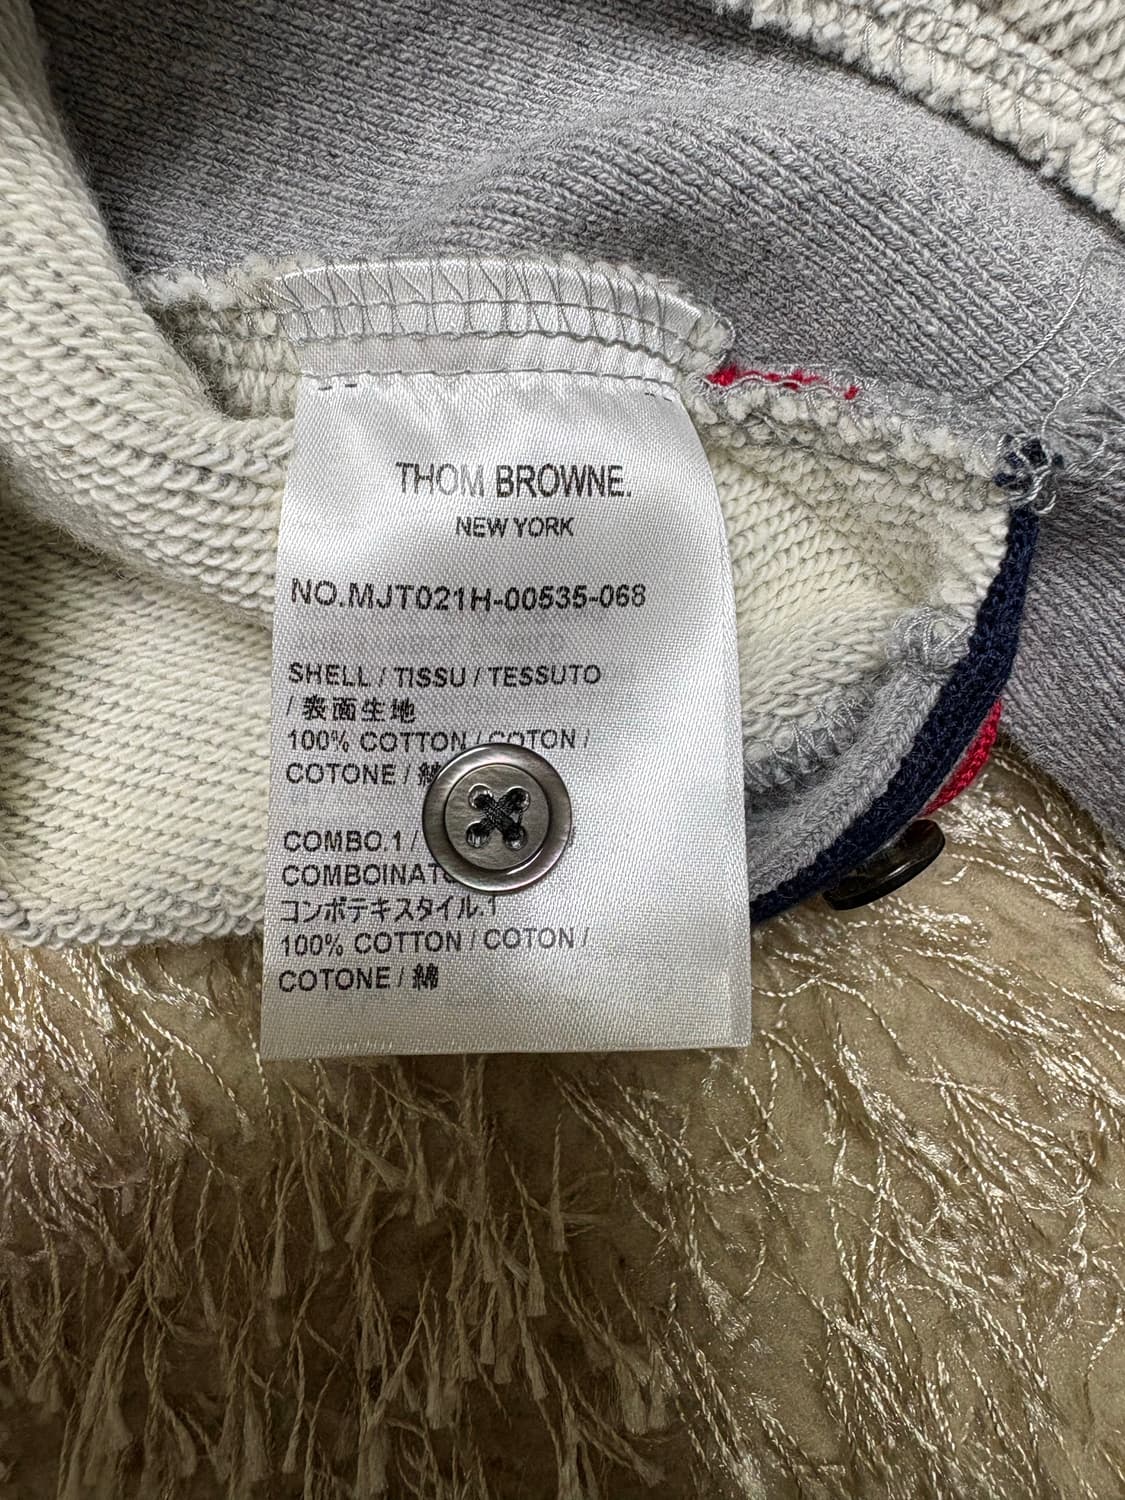 THOM BROWNE.
NEW YORK
NO.MJT021H-00535-068
SHELL / TISSU / TESSUTO
/ 表面生地
100% COTTON / COTON /
COTONE / 綿
COMBO.1 /
コンボテキスタイル.1
100% COTTON / COTON /
COTONE / 綿